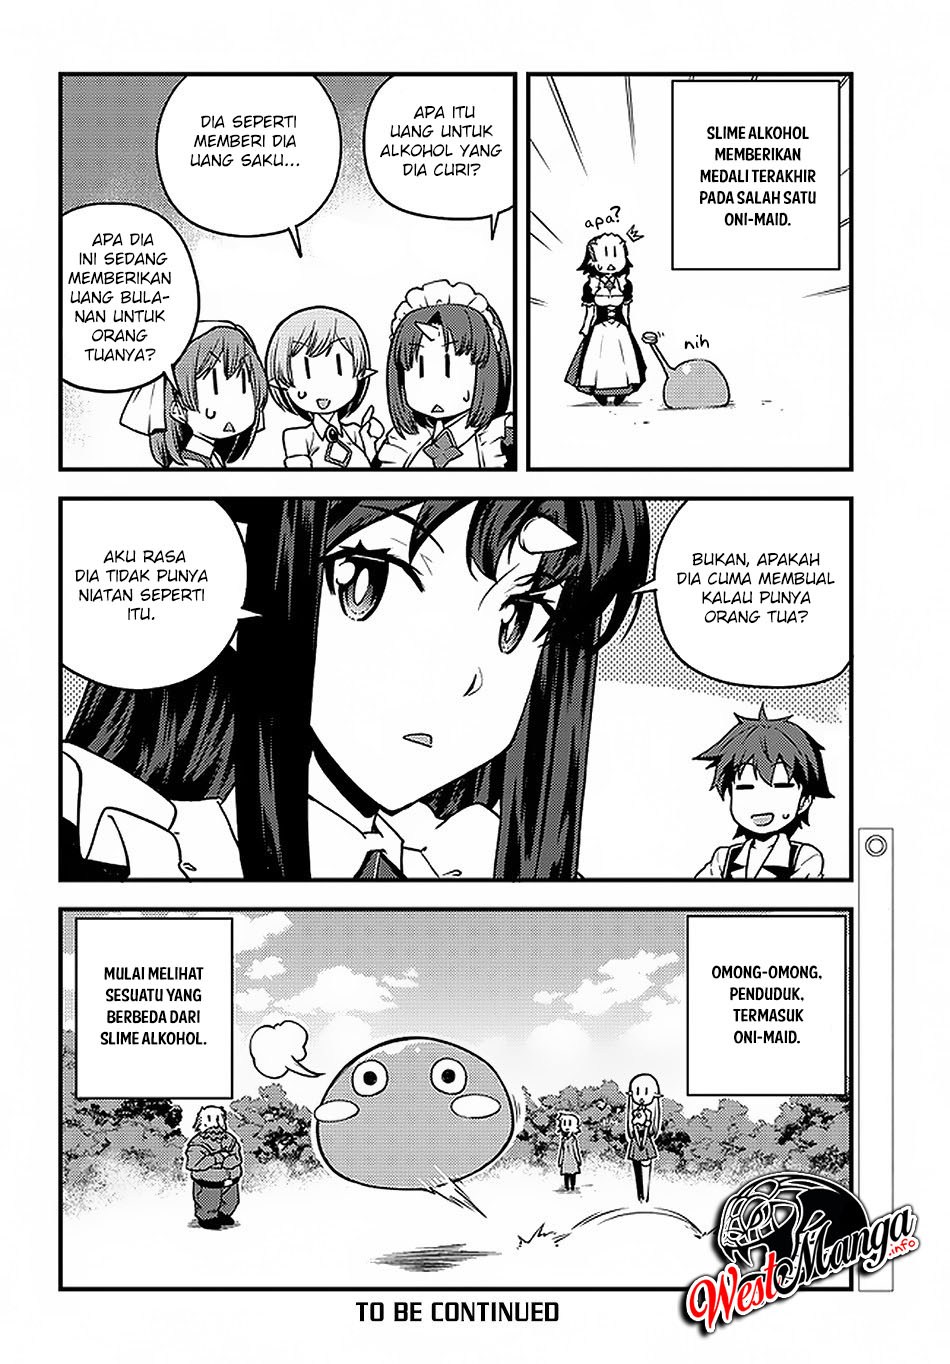 SLIME ALKOHOL
MEMBERIKAN
MEDALI TERAKHIR
PADA SALAH SATU
ONI-MAID.
apa?
nih
APA ITU
UANG UNTUK
ALKOHOL YANG
DIA CURI?
DIA SEPERTI
MEMBERI DIA
UANG SAKU...
APA DIA
INI SEDANG
MEMBERIKAN
UANG BULA-
NAN UNTUK
ORANG
TUANYA?
BUKAN, APAKAH
DIA CUMA MEMBUAL
KALAU PUNYA
ORANG TUA?
AKU RASA
DIA TIDAK PUNYA
NIATAN SEPERTI
ITU.
OMONG-OMONG,
PENDUDUK,
TERMASUK
ONI-MAID.
MULAI MELIHAT
SESUATU YANG
BERBEDA DARI
SLIME ALKOHOL.
TO BE CONTINUED
WestManga
.info